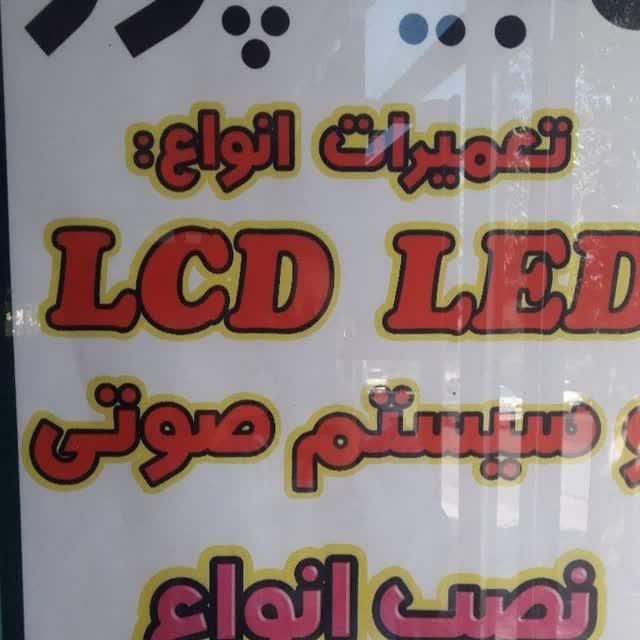 تعمیرات انواع:
LCD LED
و سیستم صوتی
نصب انواع